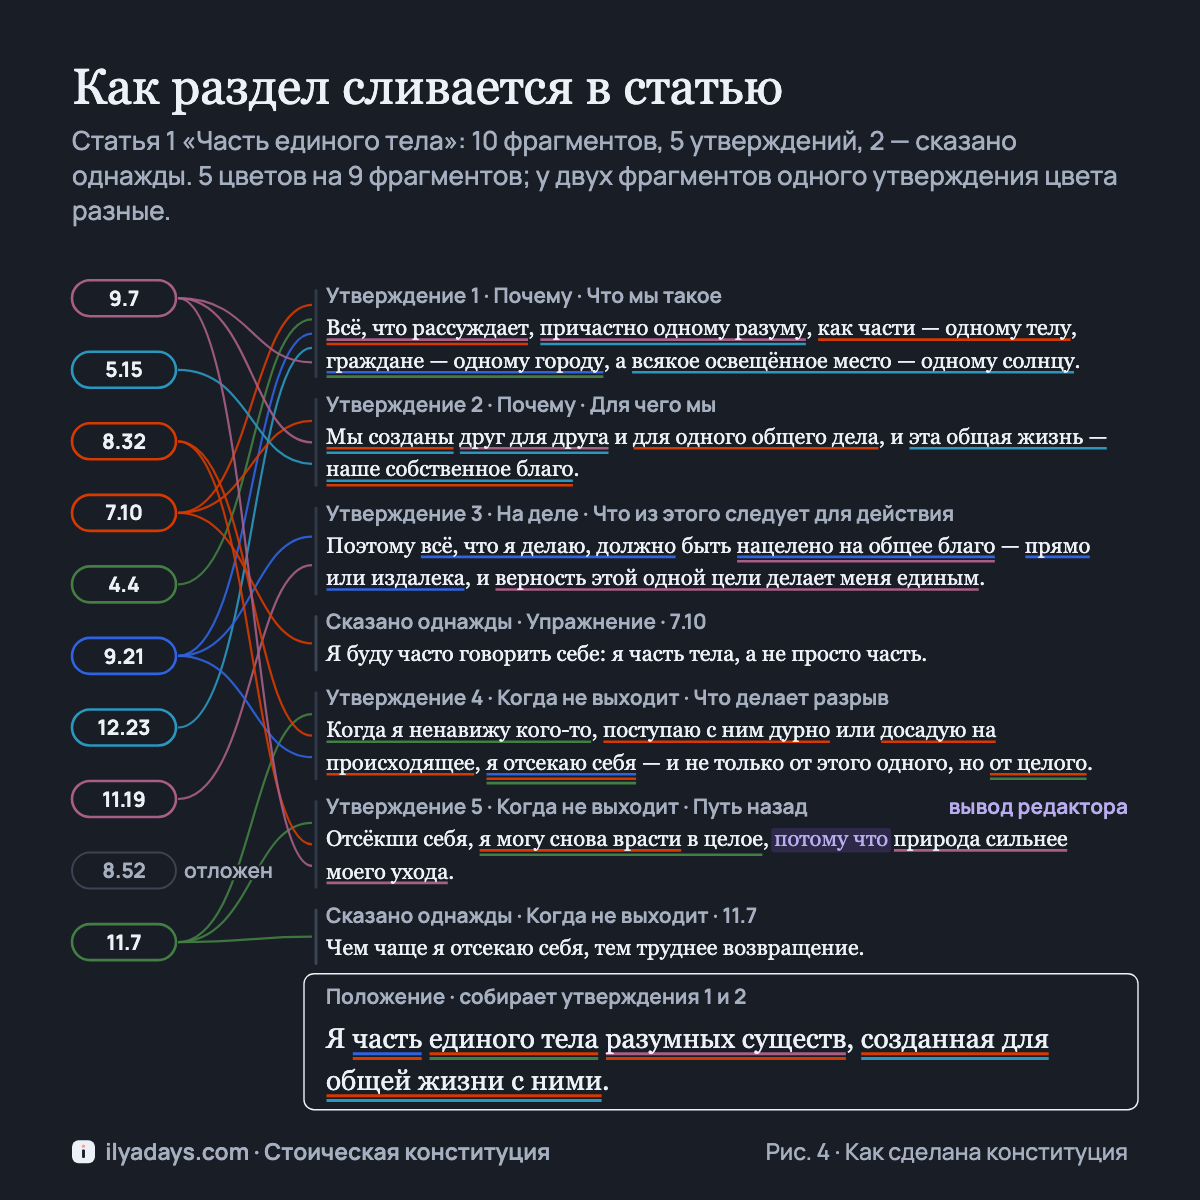 Как раздел сливается в статью
Статья 1 «Часть единого тела»: 10 фрагментов, 5 утверждений, 2 — сказано
однажды. 5 цветов на 9 фрагментов; у двух фрагментов одного утверждения цвета
разные.
9.7
5.15
8.32
7.10
4.4
9.21
12.23
11.19
8.52 отложен
11.7
Утверждение 1 · Почему · Что мы такое
Всё, что рассуждает, причастно одному разуму, как части — одному телу,
граждане — одному городу, а всякое освещённое место — одному солнцу.
Утверждение 2 · Почему · Для чего мы
Мы созданы друг для друга и для одного общего дела, и эта общая жизнь —
наше собственное благо.
Утверждение 3 · На деле · Что из этого следует для действия
Поэтому всё, что я делаю, должно быть нацелено на общее благо — прямо
или издалека, и верность этой одной цели делает меня единым.
Сказано однажды · Упражнение · 7.10
Я буду часто говорить себе: я часть тела, а не просто часть.
Утверждение 4 · Когда не выходит · Что делает разрыв
Когда я ненавижу кого-то, поступаю с ним дурно или досадую на
происходящее, я отсекаю себя — и не только от этого одного, но от целого.
Утверждение 5 · Когда не выходит · Путь назад вывод редактора
Отсёкши себя, я могу снова врасти в целое, потому что природа сильнее
моего ухода.
Сказано однажды · Когда не выходит · 11.7
Чем чаще я отсекаю себя, тем труднее возвращение.
Положение · собирает утверждения 1 и 2
Я часть единого тела разумных существ, созданная для
общей жизни с ними.
i ilyadays.com · Стоическая конституция
Рис. 4 · Как сделана конституция